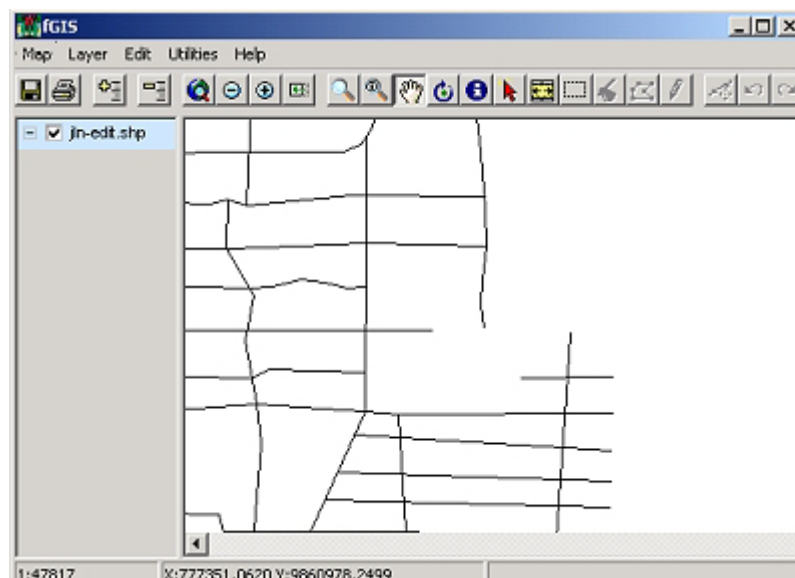 fGIS
Map Layer Edit Utilities Help
jln-edit.shp
1:47817 X:777351.0620 Y:9860978.2499